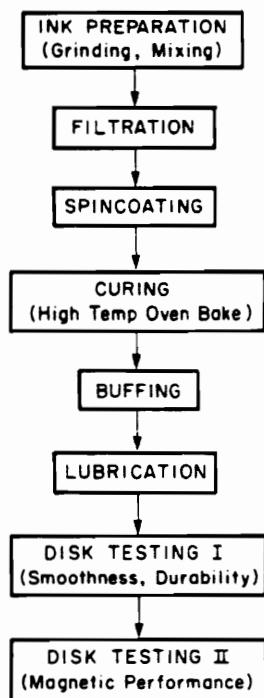 INK PREPARATION
(Grinding, Mixing)
FILTRATION
SPINCOATING
CURING
(High Temp Oven Bake)
BUFFING
LUBRICATION
DISK TESTING I
(Smoothness, Durability)
DISK TESTING II
(Magnetic Performance)